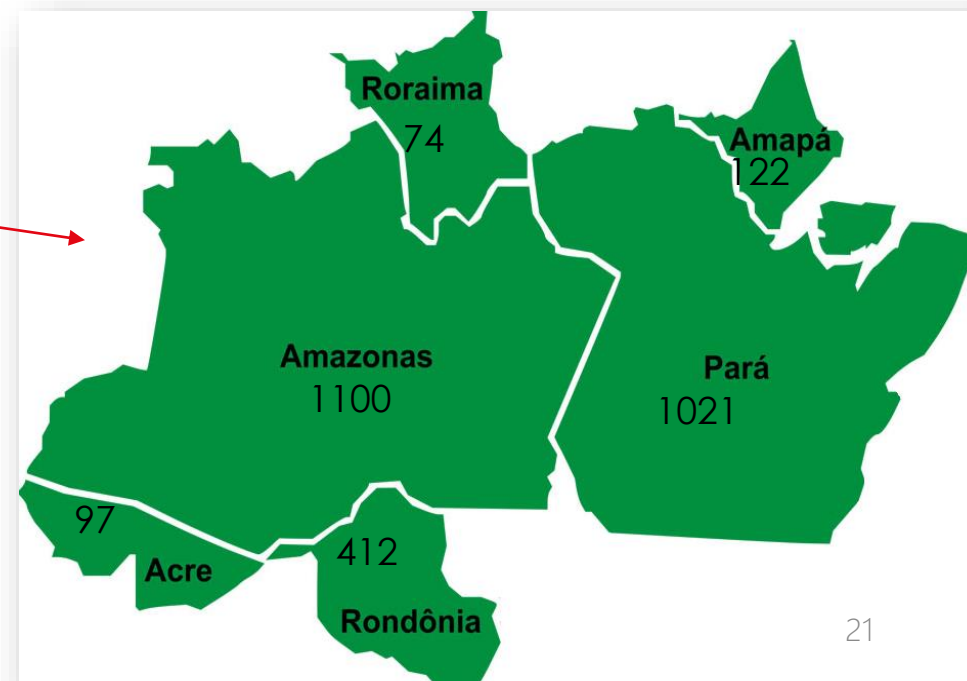 Roraima
74
Amapá
122
Amazonas
1100
Pará
1021
97
Acre
412
Rondônia
21